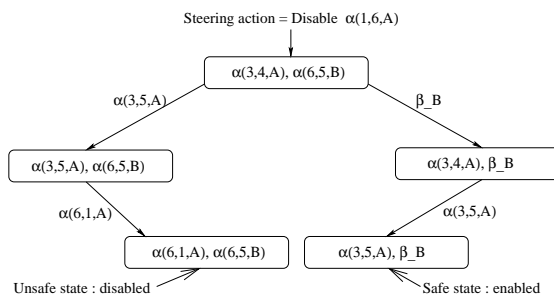 Steering action = Disable α(1,6,A)
α(3,4,A), α(6,5,B)
α(3,5,A)
β_B
α(3,5,A), α(6,5,B)
α(3,4,A), β_B
α(6,1,A)
α(3,5,A)
α(6,1,A), α(6,5,B)
α(3,5,A), β_B
Unsafe state : disabled
Safe state : enabled